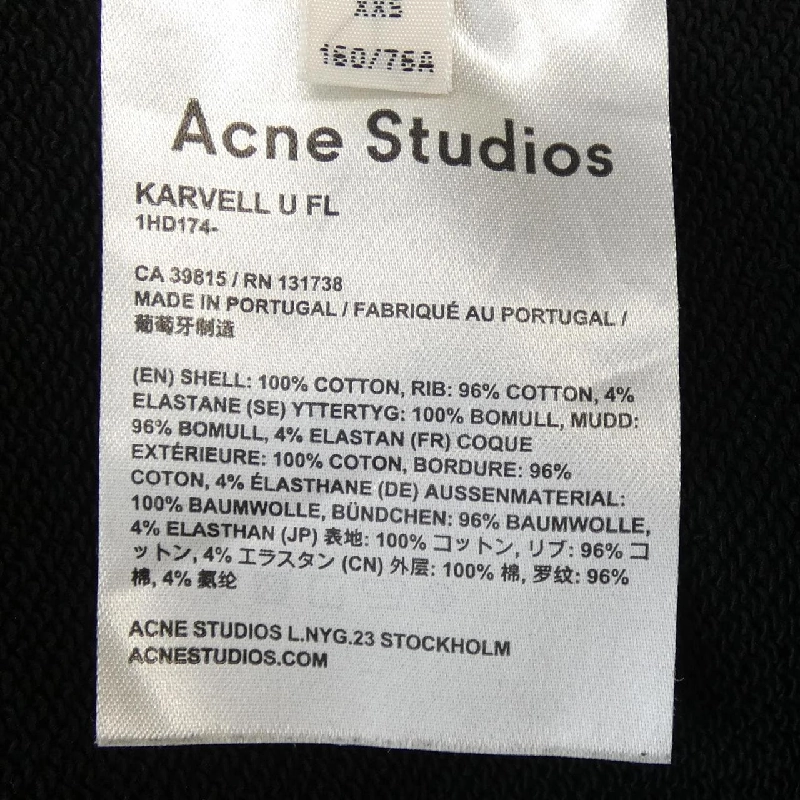 XXS
160/76A
Acne Studios
KARVELL U FL
1HD174-
CA 39815 / RN 131738
MADE IN PORTUGAL / FABRIQUÉ AU PORTUGAL /
葡萄牙制造
(EN) SHELL: 100% COTTON, RIB: 96% COTTON, 4%
ELASTANE (SE) YTTERTYG: 100% BOMULL, MUDD:
96% BOMULL, 4% ELASTAN (FR) COQUE
EXTÉRIEURE: 100% COTON, BORDURE: 96%
COTON, 4% ÉLASTHANE (DE) AUSSENMATERIAL:
100% BAUMWOLLE, BÜNDCHEN: 96% BAUMWOLLE,
4% ELASTHAN (JP) 表地: 100% コットン, リブ: 96% コ
ットン, 4% エラスタン (CN) 外层: 100% 棉, 罗纹: 96%
棉, 4% 氨纶
ACNE STUDIOS L.NYG.23 STOCKHOLM
ACNESTUDIOS.COM